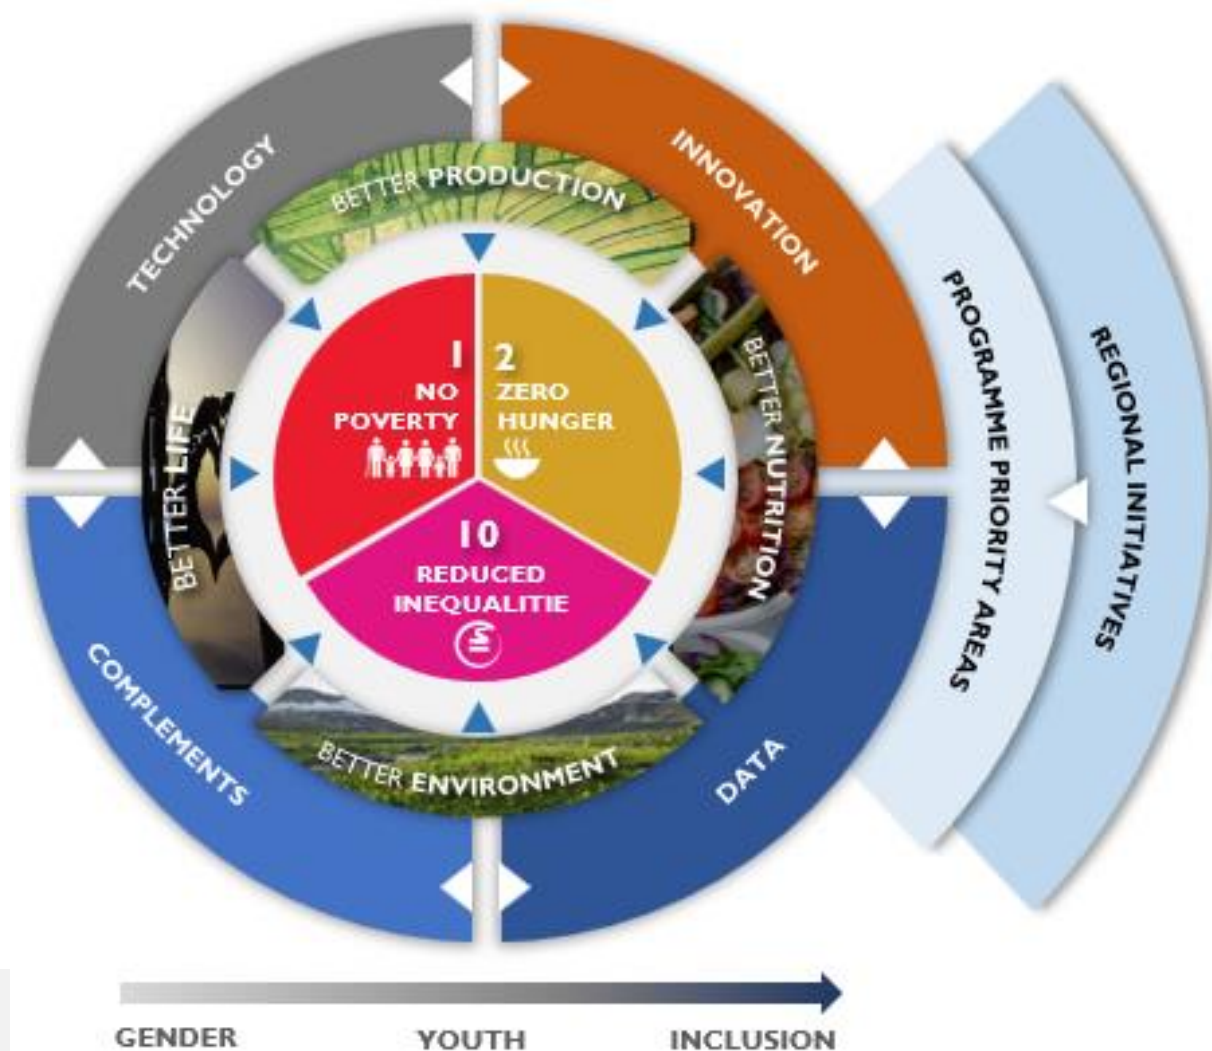 TECHNOLOGY
INNOVATION
BETTER PRODUCTION
BETTER LIFE
BETTER NUTRITION
BETTER ENVIRONMENT
1
NO
POVERTY
2
ZERO
HUNGER
10
REDUCED
INEQUALITIE
COMPLEMENTS
DATA
PROGRAMME PRIORITY AREAS
REGIONAL INITIATIVES
GENDER
YOUTH
INCLUSION